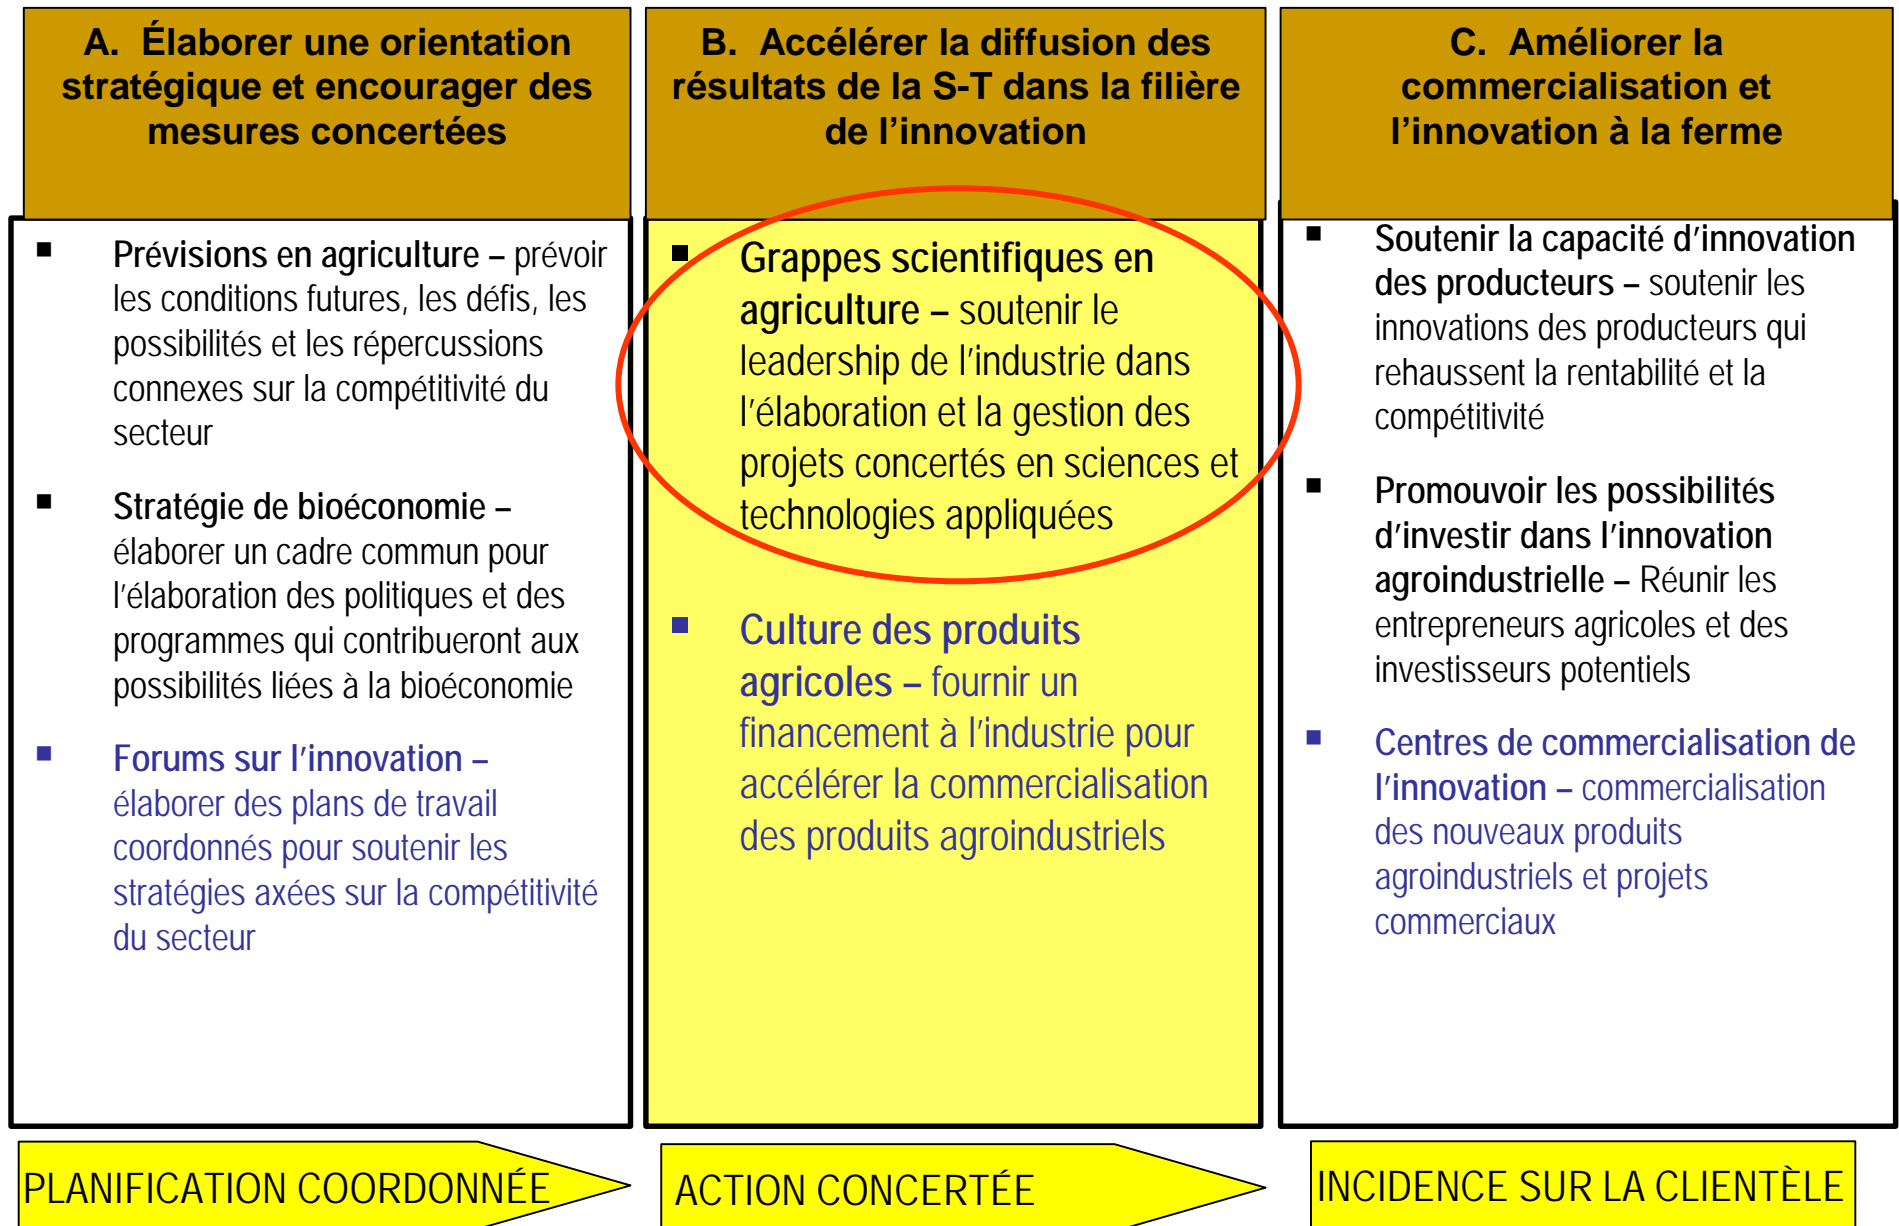 A. Élaborer une orientation
stratégique et encourager des
mesures concertées
■ Prévisions en agriculture – prévoir
les conditions futures, les défis, les
possibilités et les répercussions
connexes sur la compétitivité du
secteur
■ Stratégie de bioéconomie –
élaborer un cadre commun pour
l'élaboration des politiques et des
programmes qui contribueront aux
possibilités liées à la bioéconomie
■ Forums sur l'innovation –
élaborer des plans de travail
coordonnés pour soutenir les
stratégies axées sur la compétitivité
du secteur
PLANIFICATION COORDONNÉE
B. Accélérer la diffusion des
résultats de la S-T dans la filière
de l'innovation
■ Grappes scientifiques en
agriculture – soutenir le
leadership de l'industrie dans
l'élaboration et la gestion des
projets concertés en sciences et
technologies appliquées
■ Culture des produits
agricoles – fournir un
financement à l'industrie pour
accélérer la commercialisation
des produits agroindustriels
ACTION CONCERTÉE
C. Améliorer la
commercialisation et
l'innovation à la ferme
■ Soutenir la capacité d'innovation
des producteurs – soutenir les
innovations des producteurs qui
rehaussent la rentabilité et la
compétitivité
■ Promouvoir les possibilités
d'investir dans l'innovation
agroindustrielle – Réunir les
entrepreneurs agricoles et des
investisseurs potentiels
■ Centres de commercialisation de
l'innovation – commercialisation
des nouveaux produits
agroindustriels et projets
commerciaux
INCIDENCE SUR LA CLIENTÈLE